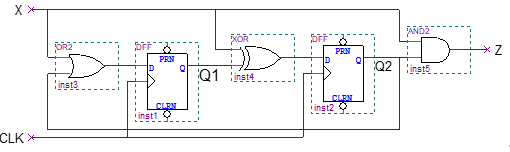 X
OR2
inst3
DFF
PRN
D Q
CLRN
inst1
Q1
XOR
inst4
DFF
PRN
D Q
CLRN
inst2
Q2
AND2
inst5
Z
CLK